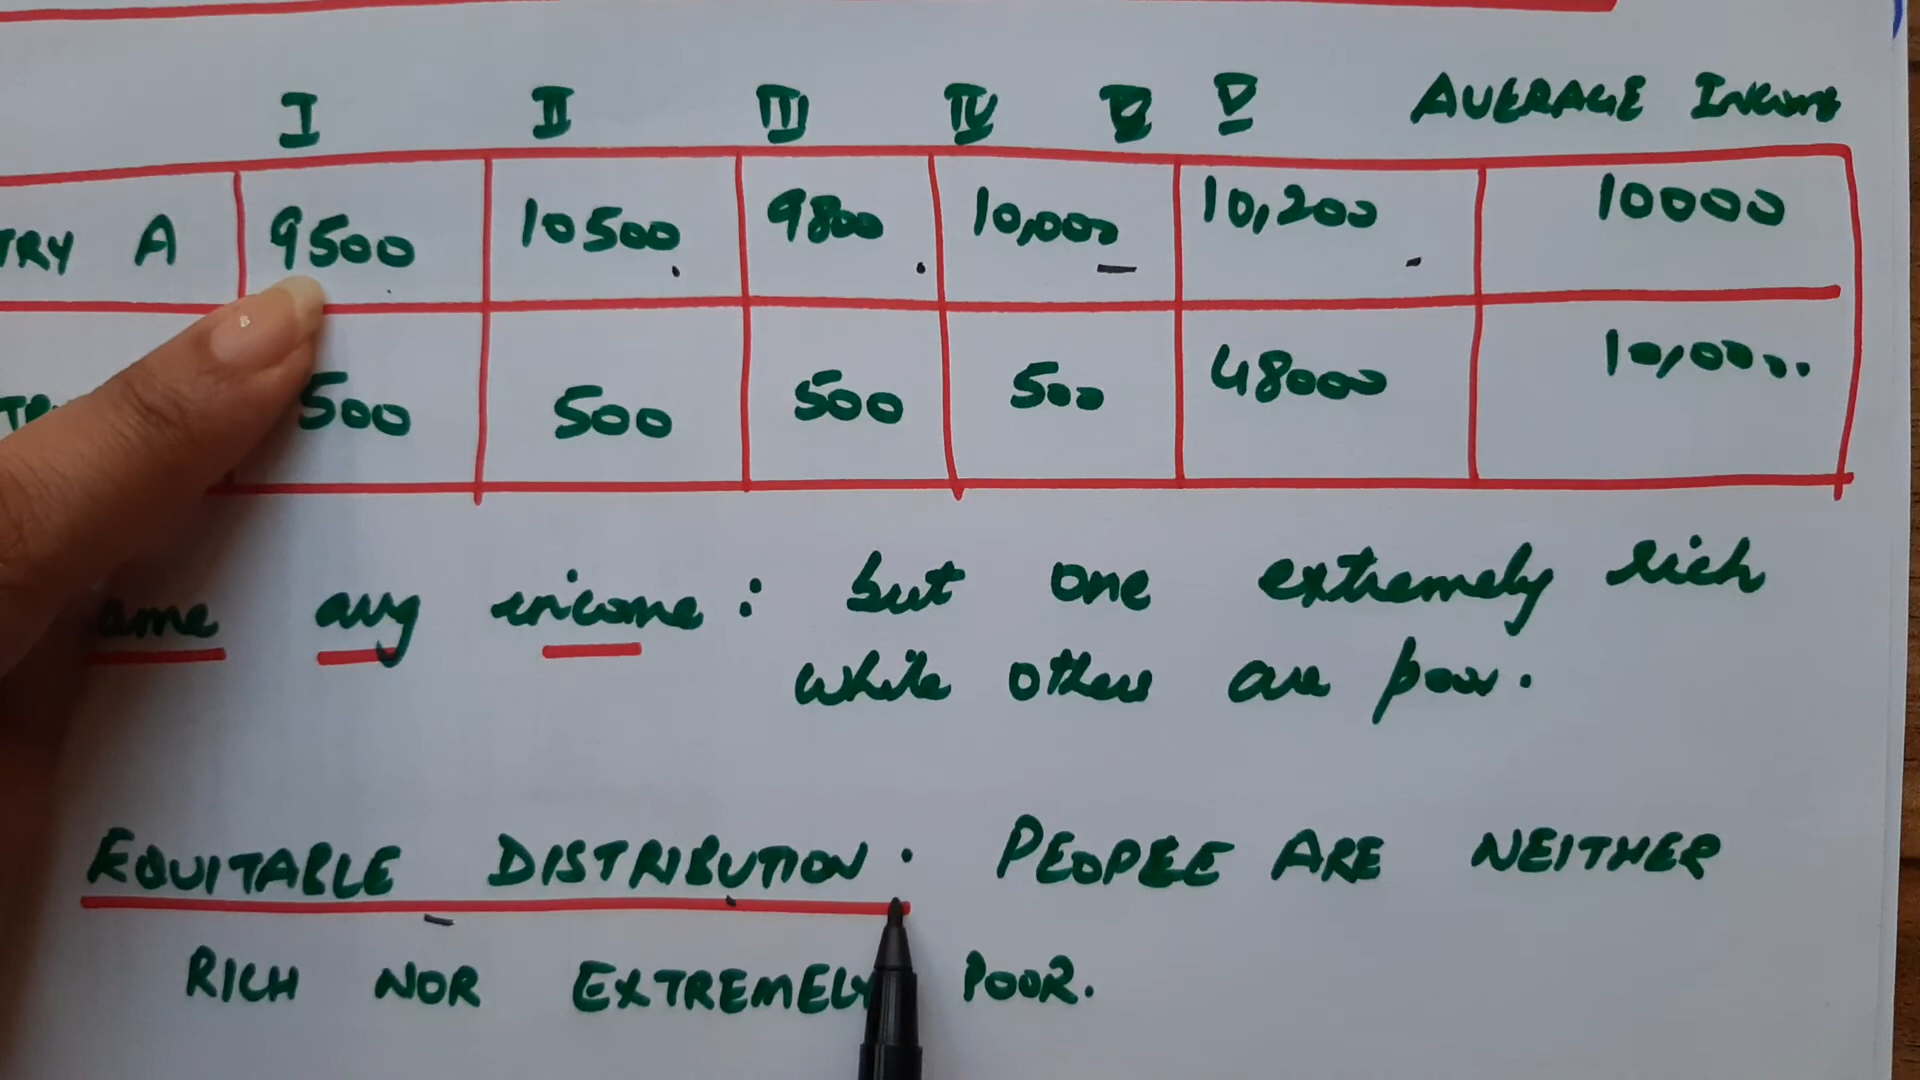 I II III IV V V AVERAGE Income
TRY A 9500 10500 9800 10,000 10,200 10000
500 500 500 500 48000 10,000.
ame avg income : but one extremely rich
while others are poor.
EQUITABLE DISTRIBUTION. PEOPLE ARE NEITHER
RICH NOR EXTREMELY POOR.